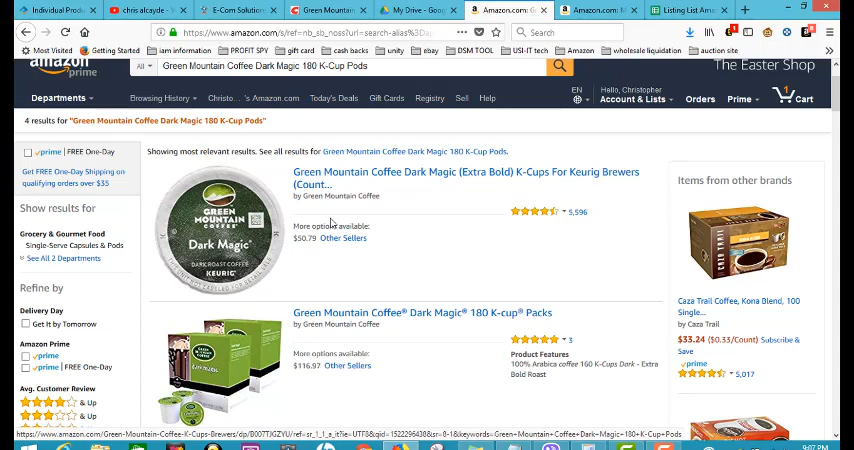 Individual Produc
chris alcayde - Yo
E-Com Solutions
Green Mountain
My Drive - Googl
Amazon.com: Gr
Amazon.com: M
Listing List Amaz
https://www.amazon.com/s/ref=nb_sb_noss?url=search-alias%3Dap
Search
Most Visited
Getting Started
iam information
PROFIT SPY
gift card
cash backs
unity
ebay
DSM TOOL
USI-IT tech
Amazon
wholesale liquidation
auction site
amazon prime
All
Green Mountain Coffee Dark Magic 180 K-Cup Pods
The Easter Shop
Departments
Browsing History
Christo... 's Amazon.com
Today's Deals
Gift Cards
Registry
Sell
Help
EN
Hello, Christopher
Account & Lists
Orders
Prime
1
Cart
4 results for "Green Mountain Coffee Dark Magic 180 K-Cup Pods"
prime | FREE One-Day
Get FREE One-Day Shipping on
qualifying orders over $35
Show results for
Grocery & Gourmet Food
Single-Serve Capsules & Pods
See All 2 Departments
Refine by
Delivery Day
Get It by Tomorrow
Amazon Prime
prime
prime | FREE One-Day
Avg. Customer Review
& Up
& Up
Showing most relevant results. See all results for Green Mountain Coffee Dark Magic 180 K-Cup Pods.
GREEN
MOUNTAIN
COFFEE
Dark Magic
DARK ROAST COFFEE
KEURIG
Green Mountain Coffee Dark Magic (Extra Bold) K-Cups For Keurig Brewers
(Count...
by Green Mountain Coffee
More options available:
$50.79 Other Sellers
5,596
Green Mountain Coffee® Dark Magic® 180 K-cup® Packs
by Green Mountain Coffee
More options available:
$116.97 Other Sellers
3
Product Features
100% Arabica coffee 160 K-Cups Dark - Extra
Bold Roast
Items from other brands
CAZA TRAIL
Caza Trail Coffee, Kona Blend, 100
Single...
by Caza Trail
$33.24 ($0.33/Count) Subscribe &
Save
prime
5,017
https://www.amazon.com/Green-Mountain-Coffee-K-Cups-Brewers/dp/B007TJGZVU/ref=sr_1_1_a_it?ie=UTF8&qid=1522296438&sr=8-1&keywords=Green+Mountain+Coffee+Dark+Magic+180+K-Cup+Pods
9:07 PM